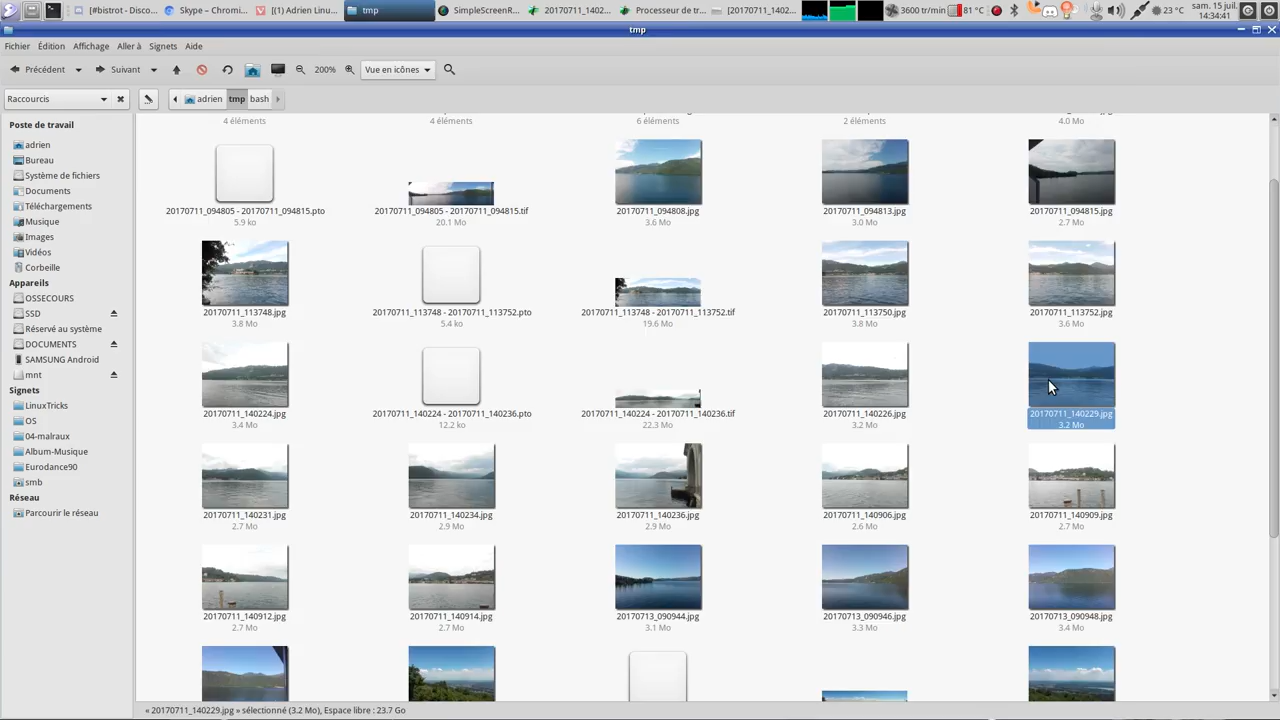 [#bistrot - Disco...
Skype – Chromi...
[(1) Adrien Linu...
tmp
SimpleScreenR...
20170711_1402...
Processeur de tr...
[20170711_1402...
3600 tr/min
81 °C
23 °C
sam. 15 juil.
14:34:41
tmp
Fichier Édition Affichage Aller à Signets Aide
Précédent
Suivant
200%
Vue en icônes
Raccourcis
adrien
tmp
bash
Poste de travail
adrien
Bureau
Système de fichiers
Documents
Téléchargements
Musique
Images
Vidéos
Corbeille
Appareils
OSSECOURS
SSD
Réservé au système
DOCUMENTS
SAMSUNG Android
mnt
Signets
LinuxTricks
OS
04-malraux
Album-Musique
Eurodance90
smb
Réseau
Parcourir le réseau
4 éléments
4 éléments
6 éléments
2 éléments
4.0 Mo
20170711_094805 - 20170711_094815.pto
5.9 ko
20170711_094805 - 20170711_094815.tif
20.1 Mo
20170711_094808.jpg
3.6 Mo
20170711_094813.jpg
3.0 Mo
20170711_094815.jpg
2.7 Mo
20170711_113748.jpg
3.8 Mo
20170711_113748 - 20170711_113752.pto
5.4 ko
20170711_113748 - 20170711_113752.tif
19.6 Mo
20170711_113750.jpg
3.8 Mo
20170711_113752.jpg
3.6 Mo
20170711_140224.jpg
3.4 Mo
20170711_140224 - 20170711_140236.pto
12.2 ko
20170711_140224 - 20170711_140236.tif
22.3 Mo
20170711_140226.jpg
3.2 Mo
20170711_140229.jpg
3.2 Mo
20170711_140231.jpg
2.7 Mo
20170711_140234.jpg
2.9 Mo
20170711_140236.jpg
2.9 Mo
20170711_140906.jpg
2.6 Mo
20170711_140909.jpg
2.7 Mo
20170711_140912.jpg
2.7 Mo
20170711_140914.jpg
2.7 Mo
20170713_090944.jpg
3.1 Mo
20170713_090946.jpg
3.3 Mo
20170713_090948.jpg
3.4 Mo
« 20170711_140229.jpg » sélectionné (3.2 Mo), Espace libre : 23.7 Go